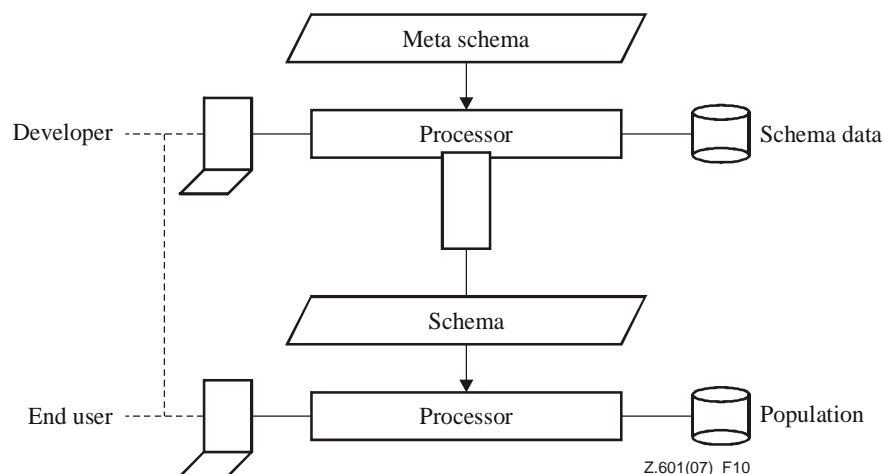 Meta schema
Developer
Processor
Schema data
Schema
End user
Processor
Population
Z.601(07)_F10